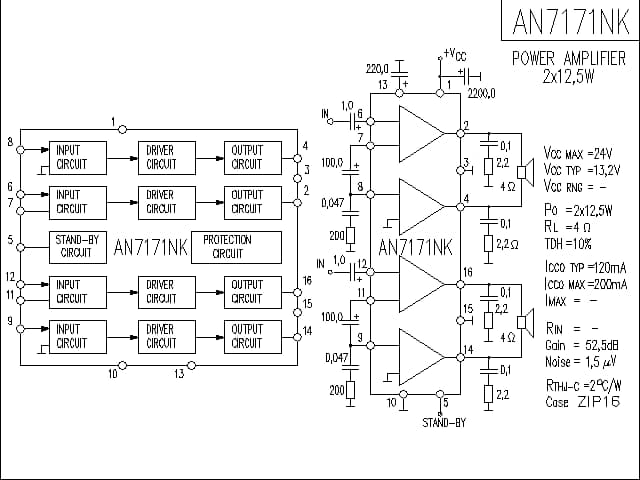 AN7171NK
POWER AMPLIFIER
2x12,5W
+VCC
220,0
13
1
2200,0
IN
1,0
6
7
100,0
8
0,047
200
2
0,1
2,2
3
4 Ω
4
0,1
2,2 Ω
AN7171NK
IN
1,0
12
16
11
100,0
9
0,047
200
0,1
2,2
15
4 Ω
14
0,1
2,2
10
5
STAND-BY
1
8
INPUT
CIRCUIT
DRIVER
CIRCUIT
OUTPUT
CIRCUIT
4
3
6
7
INPUT
CIRCUIT
DRIVER
CIRCUIT
OUTPUT
CIRCUIT
2
5
STAND-BY
CIRCUIT
AN7171NK
PROTECTION
CIRCUIT
12
11
INPUT
CIRCUIT
DRIVER
CIRCUIT
OUTPUT
CIRCUIT
16
15
9
INPUT
CIRCUIT
DRIVER
CIRCUIT
OUTPUT
CIRCUIT
14
10
13
VCC MAX =24V
VCC TYP =13,2V
VCC RNG = -
PO =2x12,5W
RL =4 Ω
TDH =10%
ICCO TYP =120mA
ICCO MAX =200mA
IMAX = -
RIN = -
Gain = 52,5dB
Noise = 1,5 µV
RTHJ-C =2°C/W
Case ZIP16